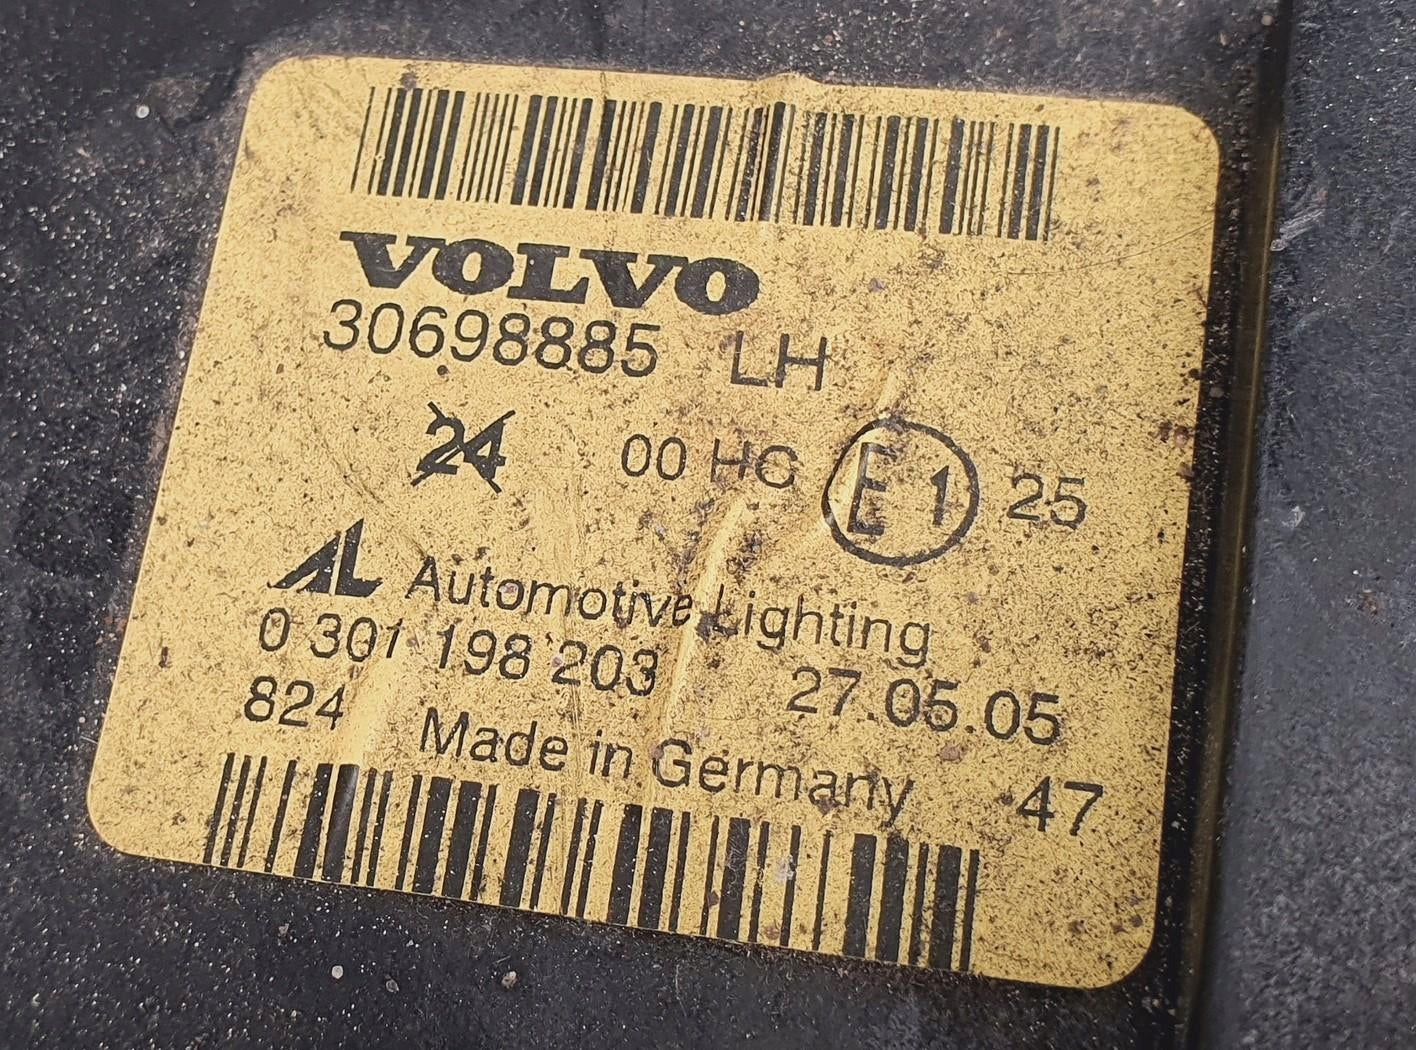 VOLVO
30698885 LH
24 00 HC E1 25
AL Automotive Lighting
0 301 198 203 27.05.05
824 Made in Germany 47